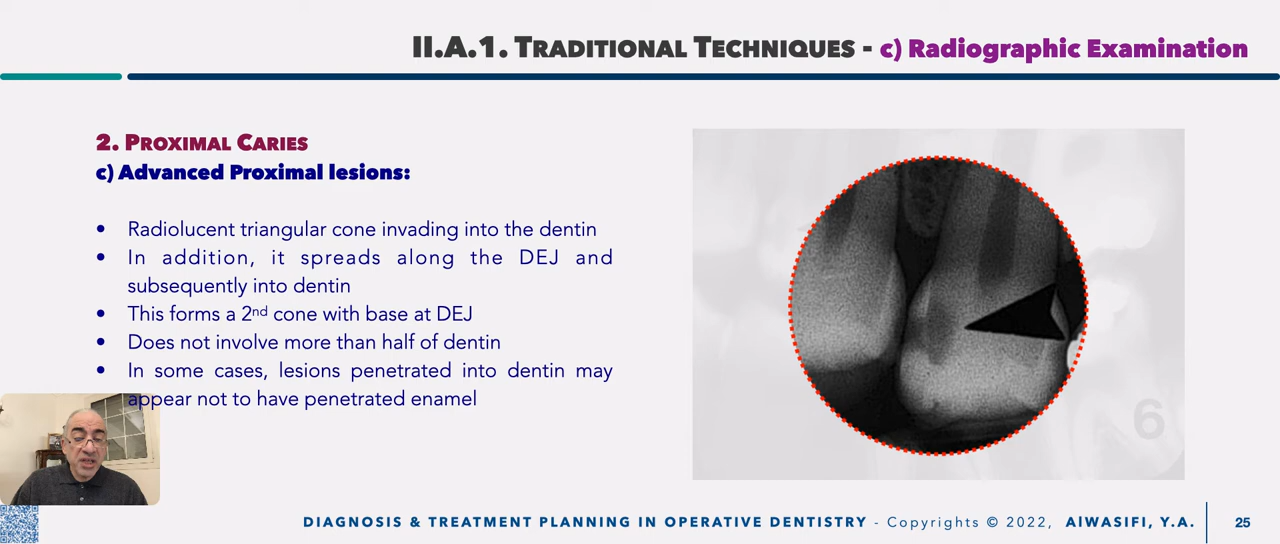 II.A.1. TRADITIONAL TECHNIQUES - c) Radiographic Examination
2. PROXIMAL CARIES
c) Advanced Proximal lesions:
• Radiolucent triangular cone invading into the dentin
• In addition, it spreads along the DEJ and
subsequently into dentin
• This forms a 2nd cone with base at DEJ
• Does not involve more than half of dentin
• In some cases, lesions penetrated into dentin may
appear not to have penetrated enamel
6
DIAGNOSIS & TREATMENT PLANNING IN OPERATIVE DENTISTRY - Copyrights © 2022, AlWASIFI, Y.A.
25